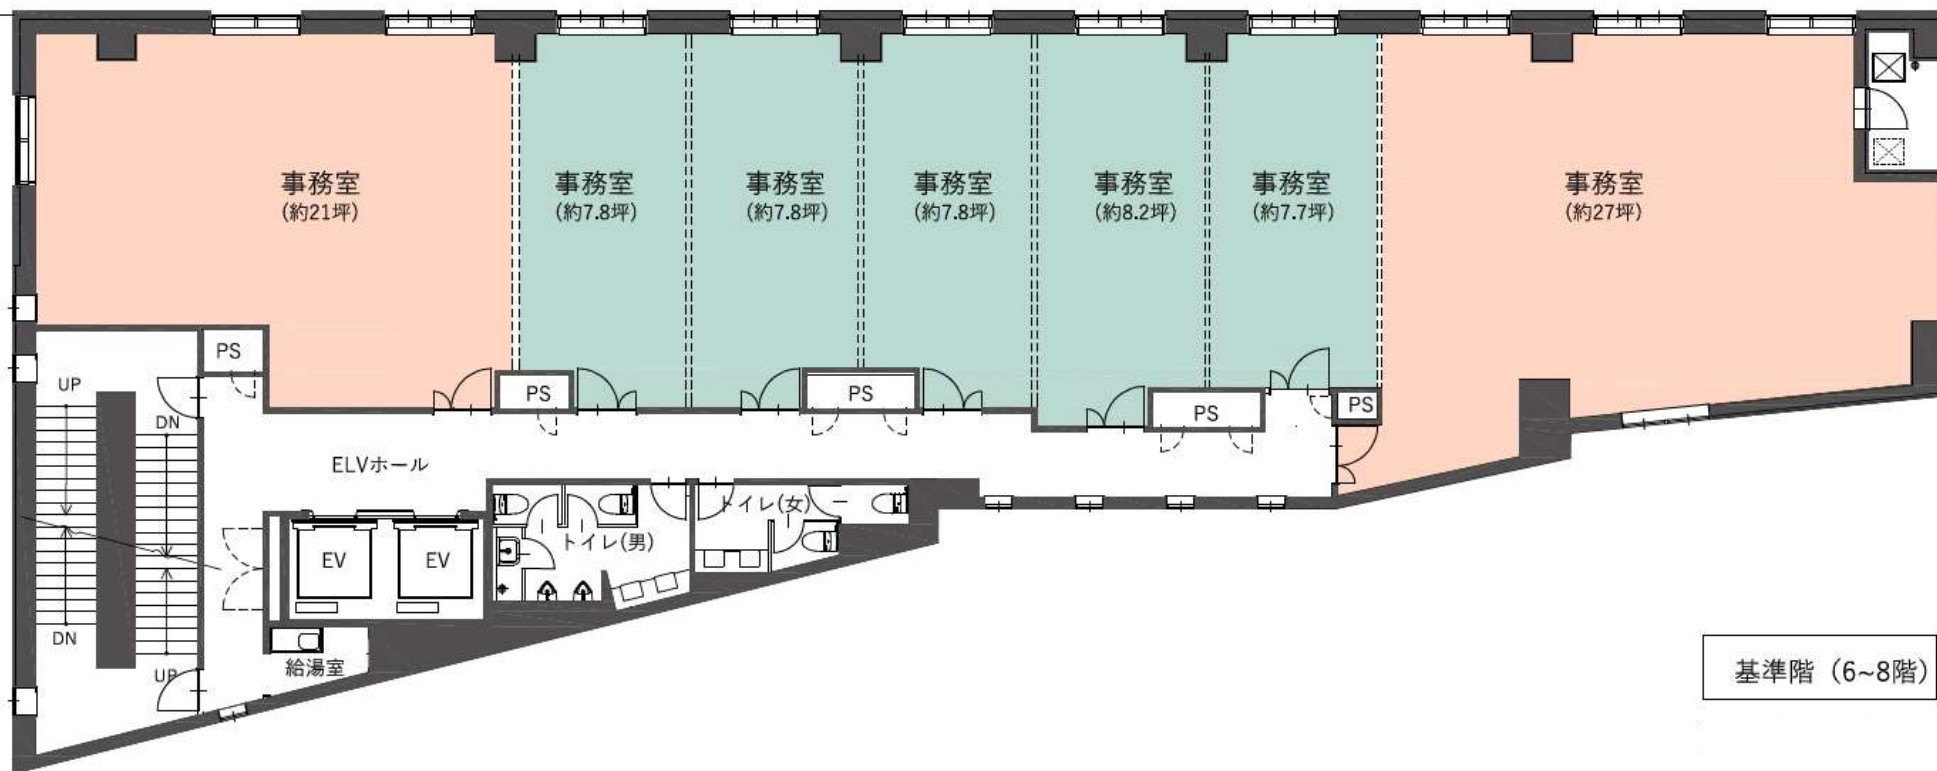 事務室
(約21坪)
事務室
(約7.8坪)
事務室
(約7.8坪)
事務室
(約7.8坪)
事務室
(約8.2坪)
事務室
(約7.7坪)
事務室
(約27坪)
PS
PS
PS
PS
PS
UP
DN
ELVホール
トイレ(女)
トイレ(男)
EV
EV
DN
UP
給湯室
基準階（6~8階）